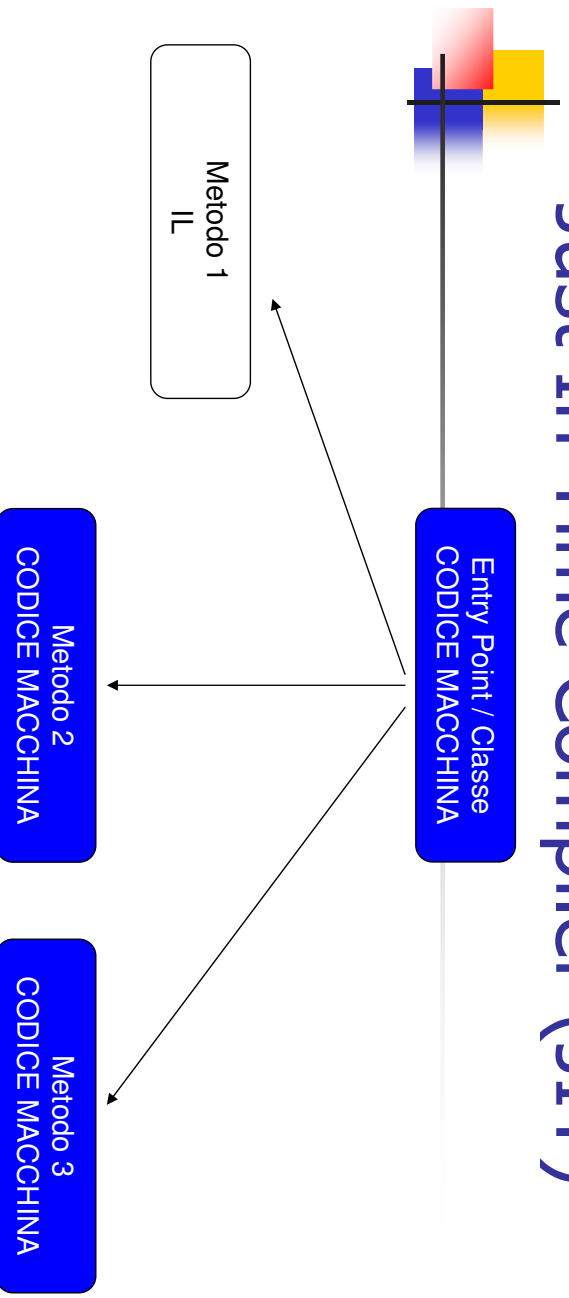 Just In Time Compiler (JIT)
Entry Point / Classe
CODICE MACCHINA
Metodo 1
IL
Metodo 2
CODICE MACCHINA
Metodo 3
CODICE MACCHINA